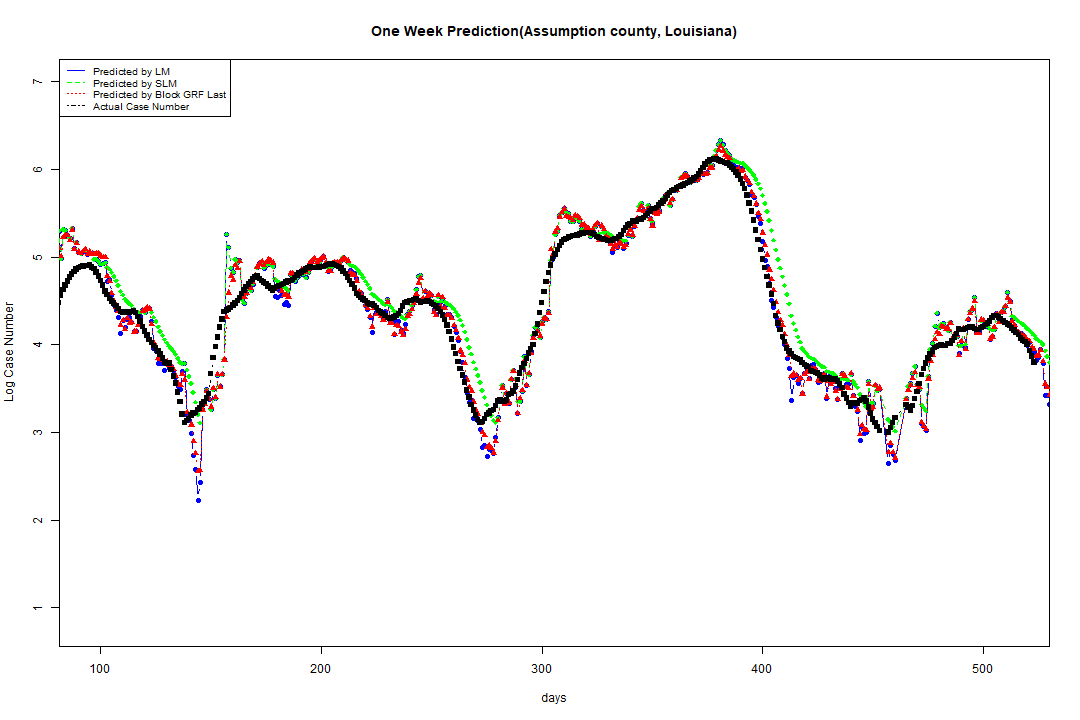 One Week Prediction(Assumption county, Louisiana)
Predicted by LM
Predicted by SLM
Predicted by Block GRF Last
Actual Case Number
7
6
5
4
3
2
1
Log Case Number
100 200 300 400 500
days